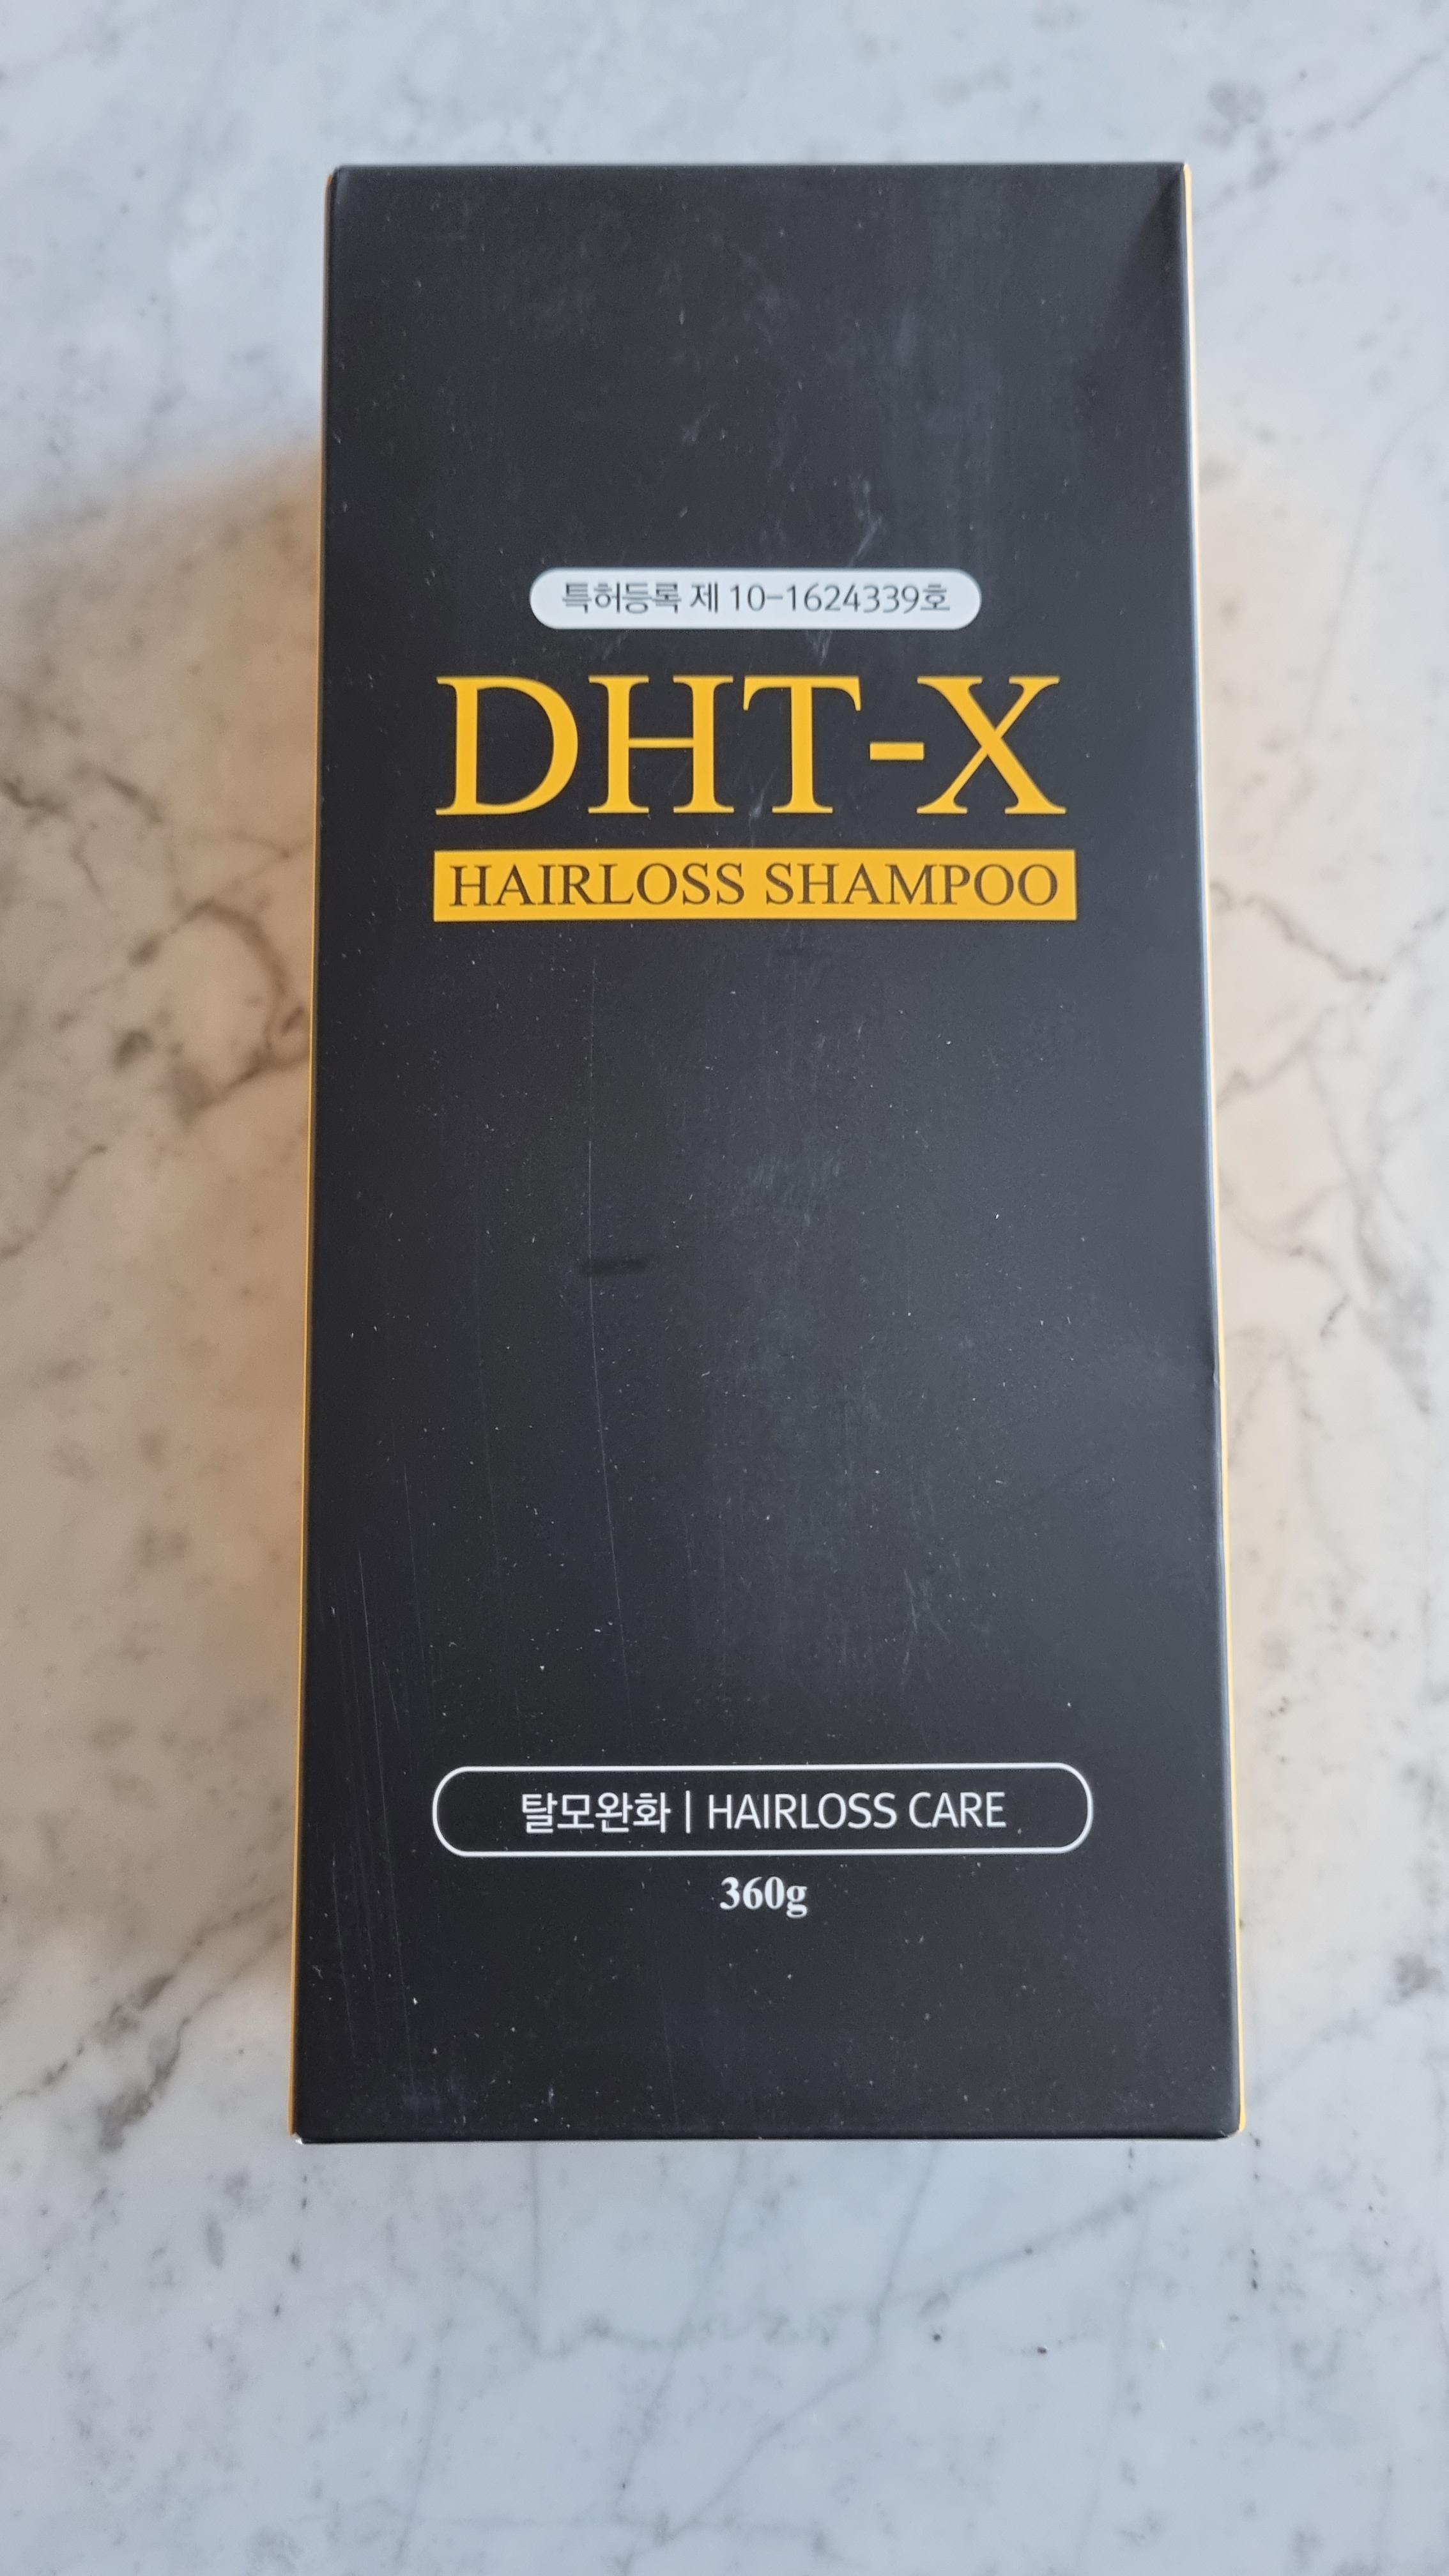 특허등록 제 10-1624339호
DHT-X
HAIRLOSS SHAMPOO
탈모완화 | HAIRLOSS CARE
360g